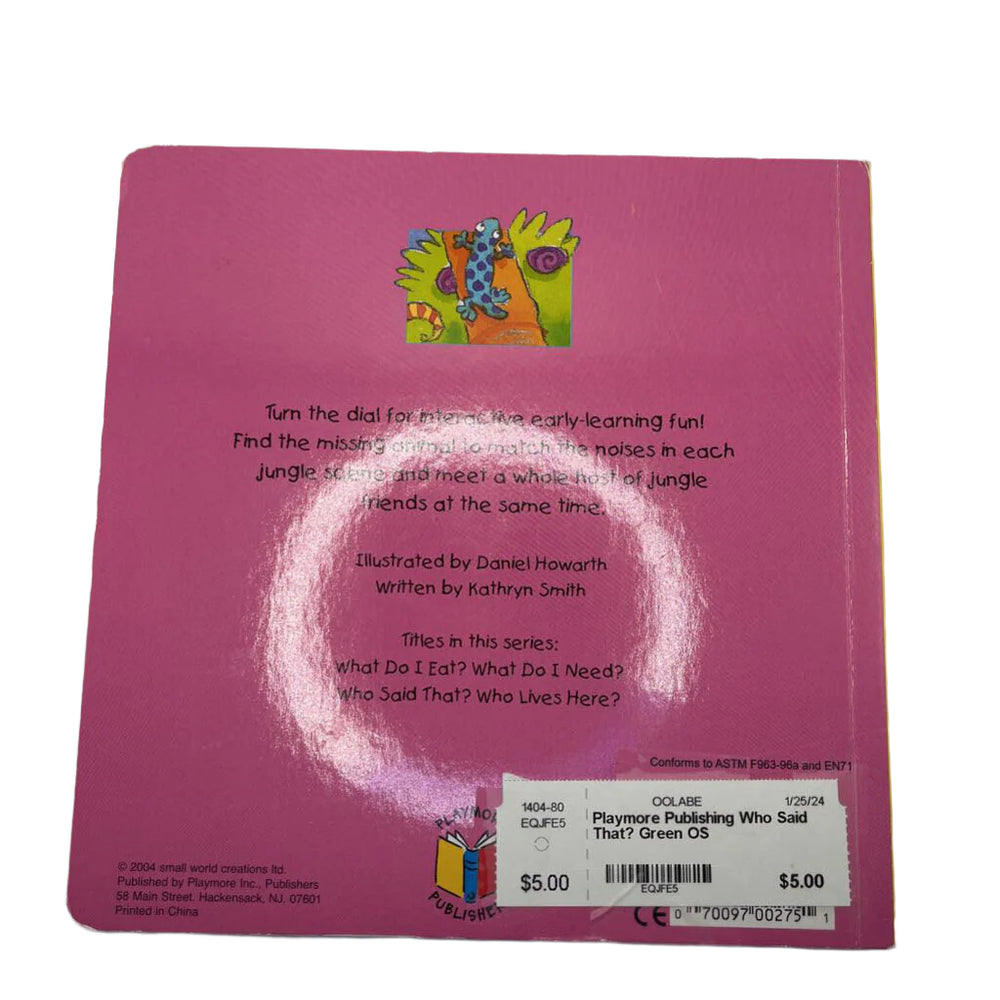 Turn the dial for interactive early-learning fun!
Find the missing animal to match the noises in each
jungle scene and meet a whole host of jungle
friends at the same time.
Illustrated by Daniel Howarth
Written by Kathryn Smith
Titles in this series:
What Do I Eat? What Do I Need?
Who Said That? Who Lives Here?
Conforms to ASTM F963-96a and EN71
1404-80
EQJFE5
$5.00
OOLABE 1/25/24
Playmore Publishing Who Said
That? Green OS
EQJFE5
$5.00
© 2004 small world creations ltd.
Published by Playmore Inc., Publishers
58 Main Street. Hackensack, NJ. 07601
Printed in China
CE
0 70097 00275 1